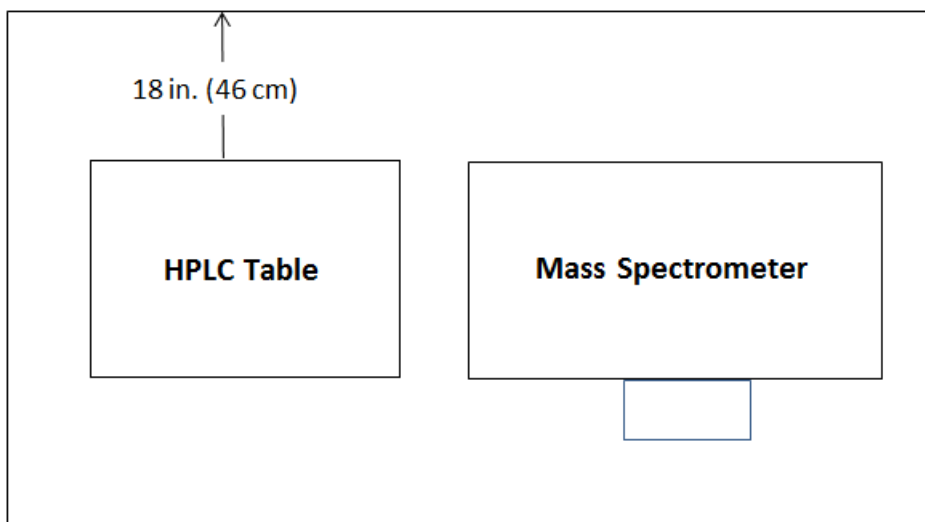 18 in. (46 cm)
HPLC Table
Mass Spectrometer